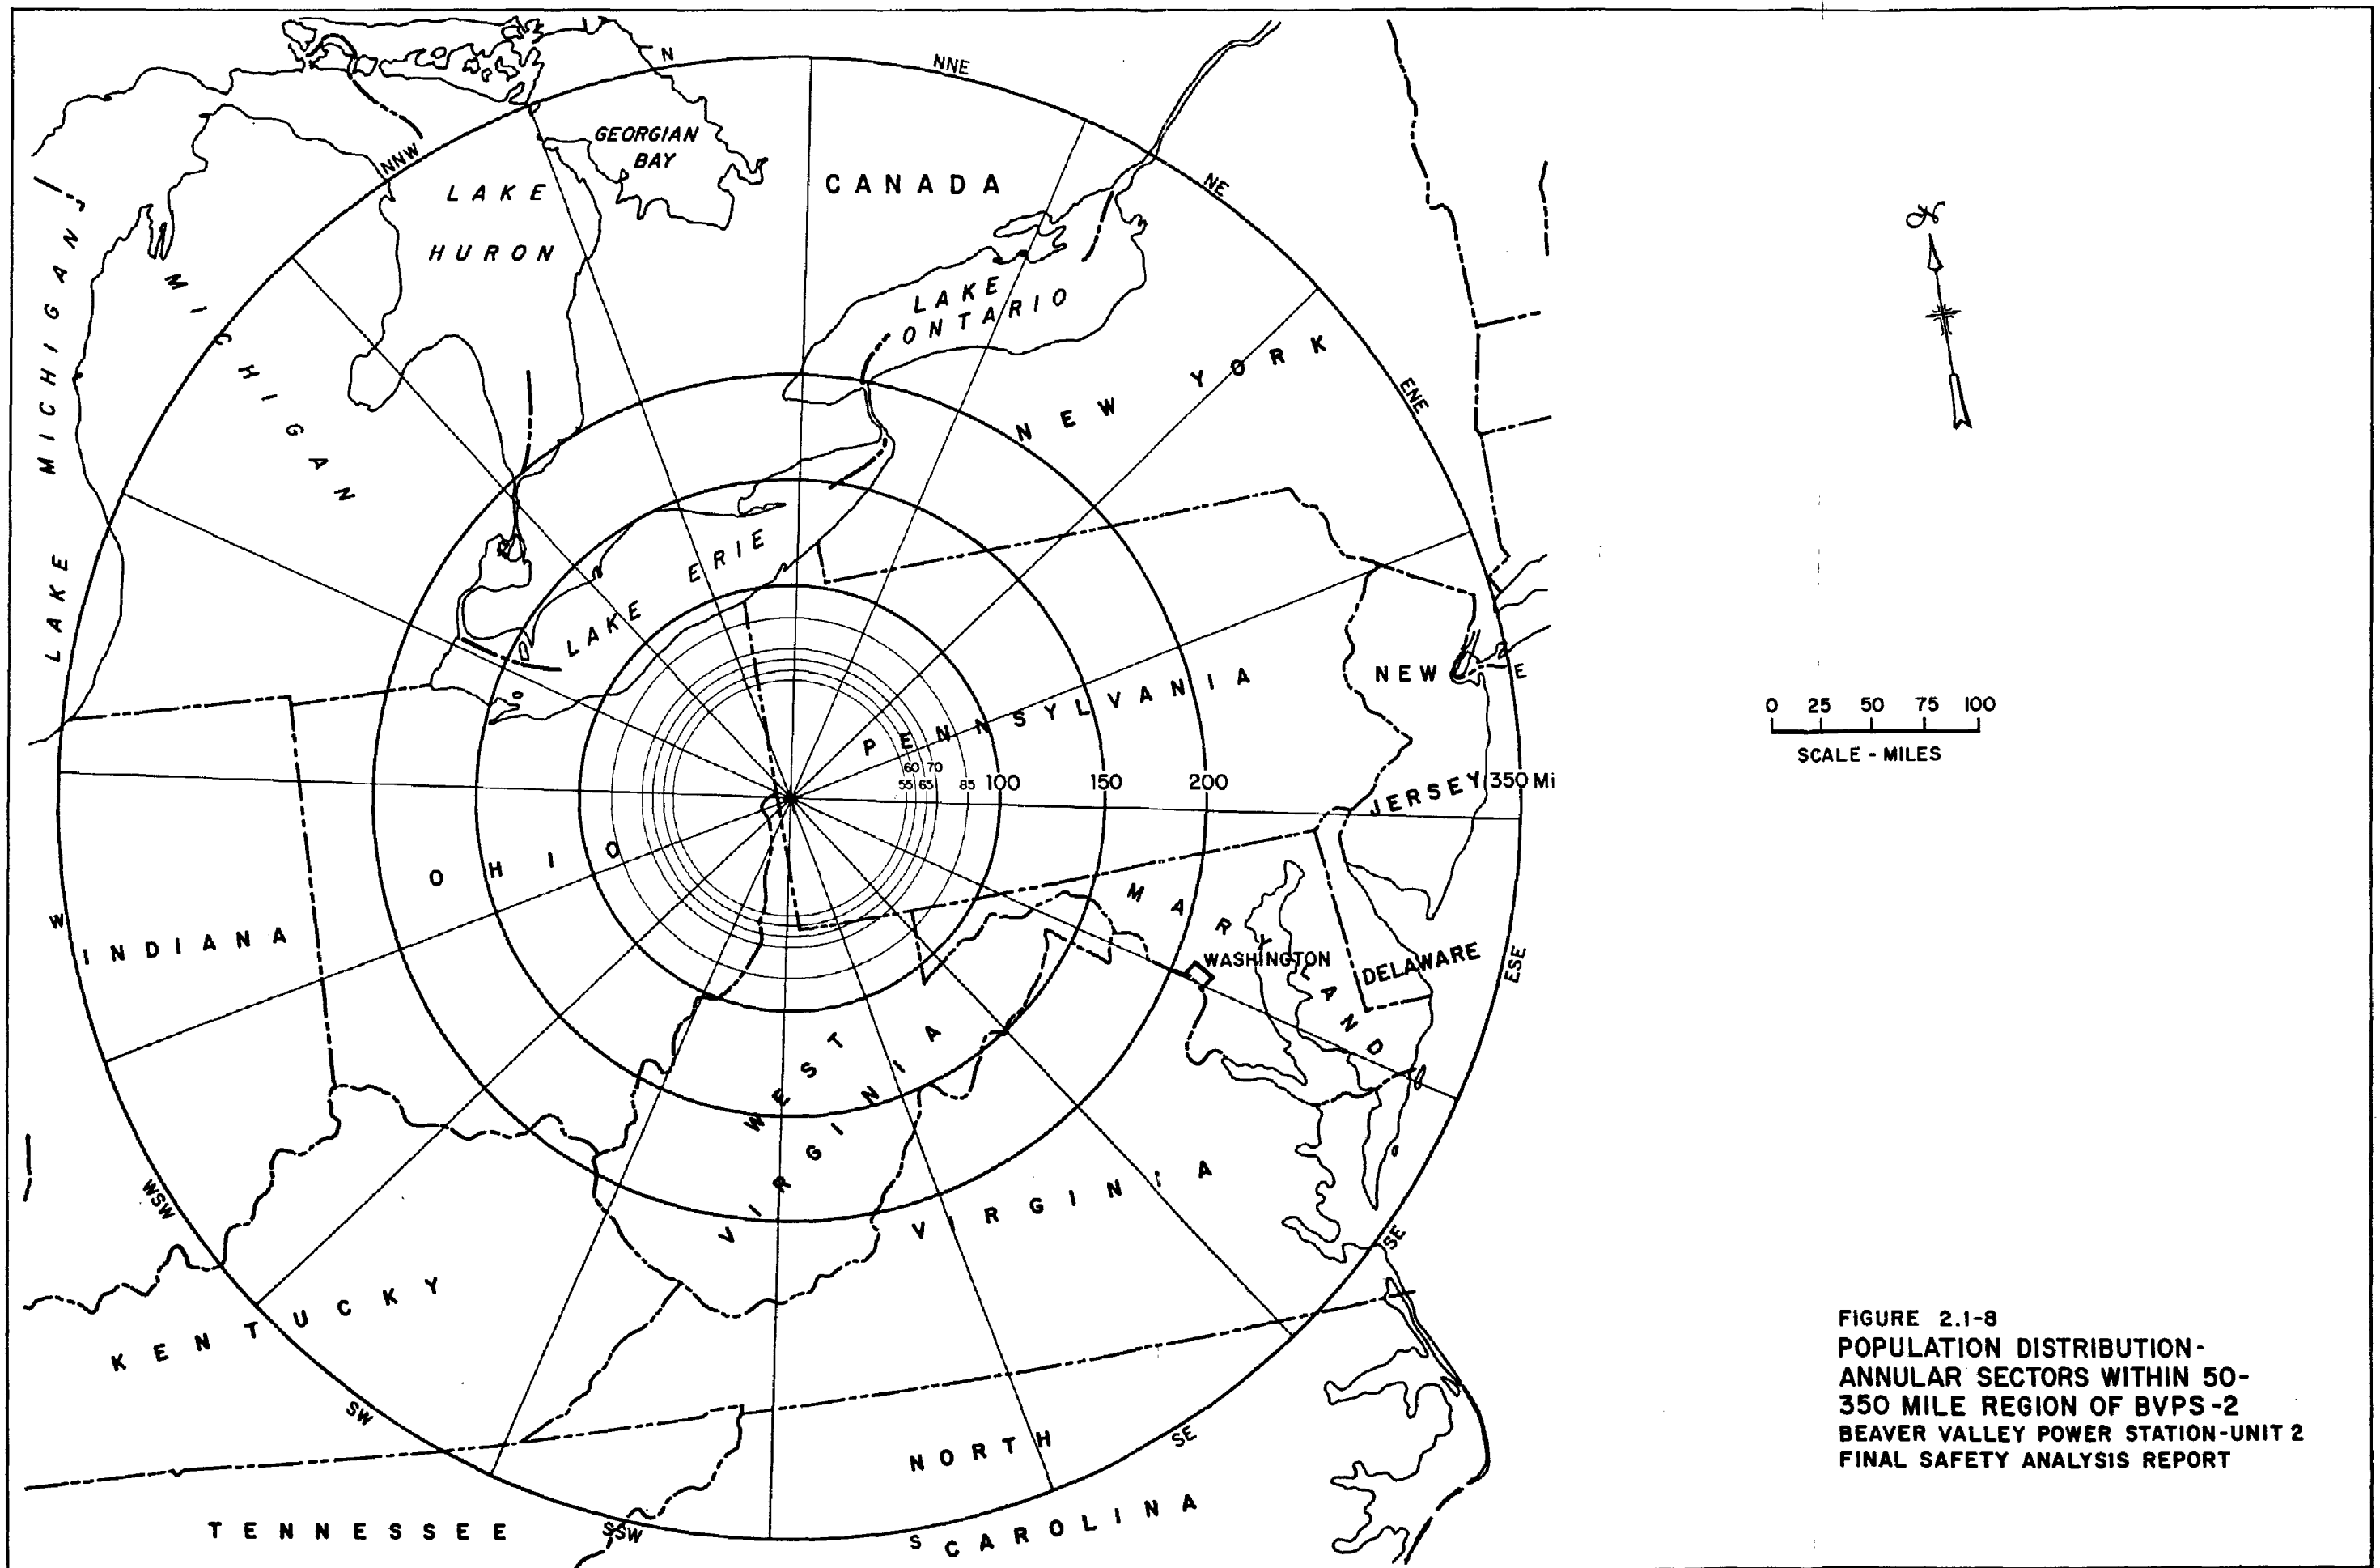 N
NNE
NE
ENE
E
ESE
SE
SE
S
SSW
SW
WSW
W
NNW
GEORGIAN
BAY
LAKE
HURON
CANADA
LAKE MICHIGAN
MICHIGAN
LAKE
ONTARIO
NEW YORK
LAKE ERIE
PENNSYLVANIA
NEW
JERSEY
350 Mi
60 70
55 65 85 100 150 200
OHIO
INDIANA
MARYLAND
WASHINGTON
DELAWARE
WEST
VIRGINIA
VIRGINIA
KENTUCKY
NORTH
CAROLINA
TENNESSEE
N
0 25 50 75 100
SCALE - MILES
FIGURE 2.1-8
POPULATION DISTRIBUTION-
ANNULAR SECTORS WITHIN 50-
350 MILE REGION OF BVPS-2
BEAVER VALLEY POWER STATION-UNIT 2
FINAL SAFETY ANALYSIS REPORT